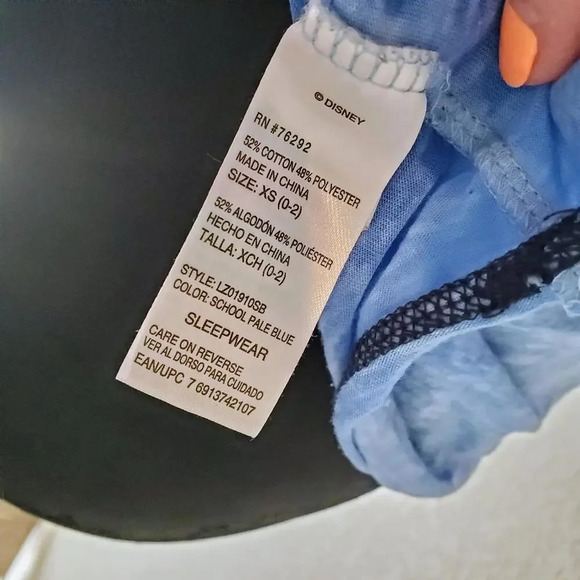 © DISNEY
RN #76292
52% COTTON 48% POLYESTER
MADE IN CHINA
SIZE: XS (0-2)
52% ALGODÓN 48% POLIÉSTER
HECHO EN CHINA
TALLA: XCH (0-2)
STYLE: LZ01910SB
COLOR: SCHOOL PALE BLUE
SLEEPWEAR
CARE ON REVERSE
VER AL DORSO PARA CUIDADO
EAN/UPC 7 6913742107